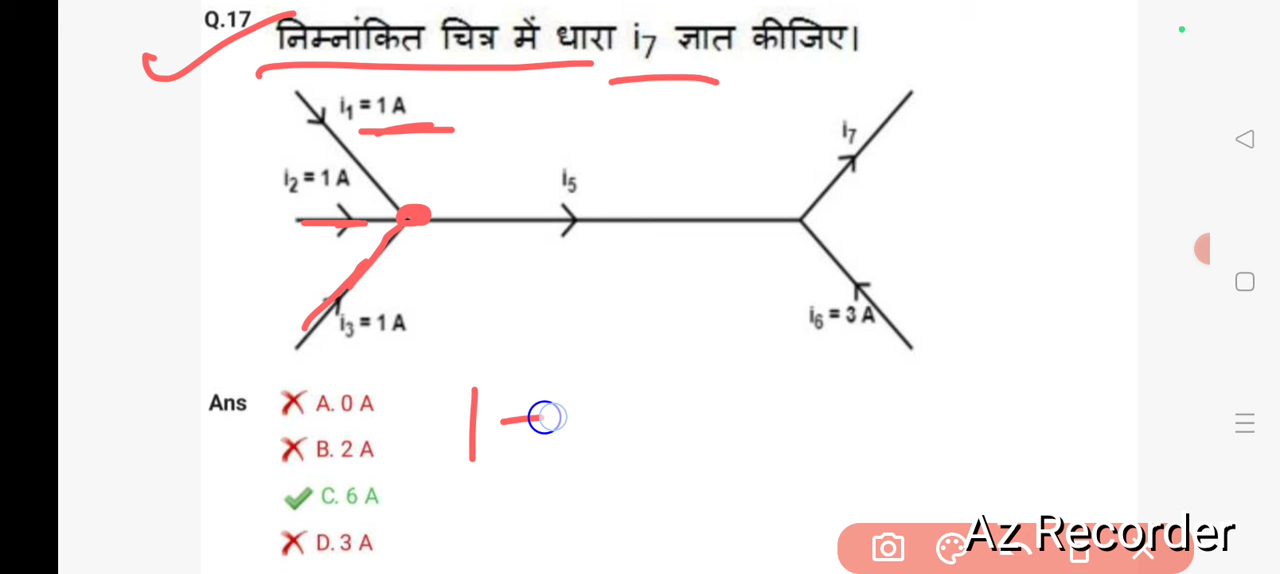 Q.17 निम्नांकित चित्र में धारा i₇ ज्ञात कीजिए।
i₁ = 1 A
i₂ = 1 A
i₅
i₇
i₃ = 1 A
i₆ = 3 A
Ans A. 0 A
B. 2 A
C. 6 A
D. 3 A
Az Recorder